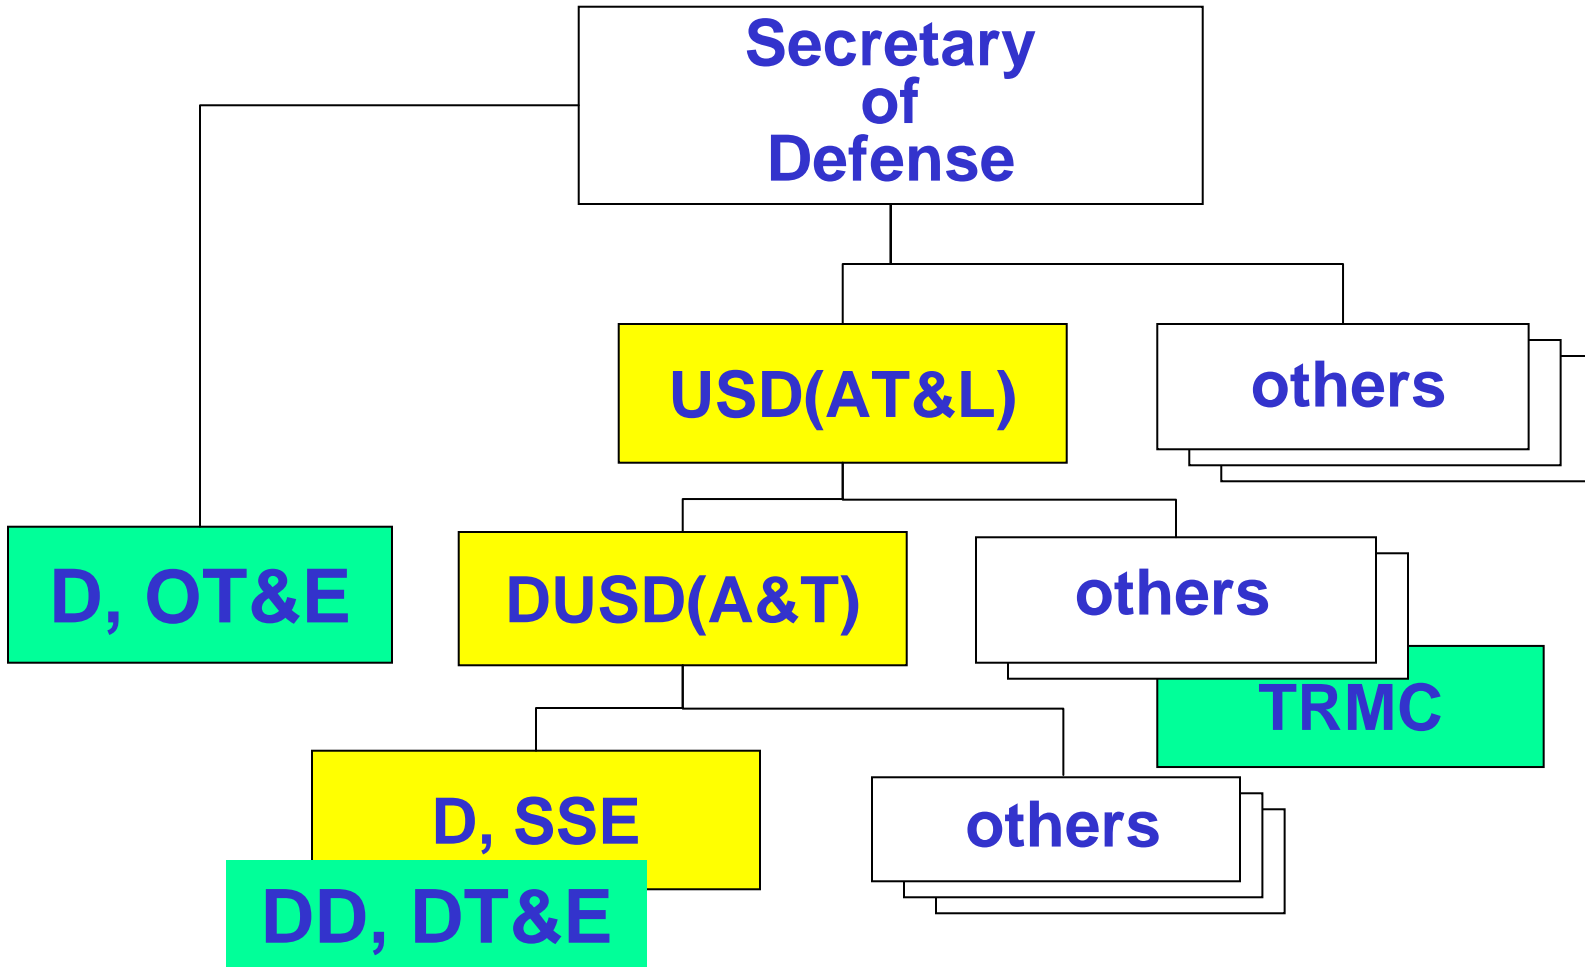 Secretary
of
Defense
USD(AT&L)
others
D, OT&E
DUSD(A&T)
others
TRMC
D, SSE
others
DD, DT&E